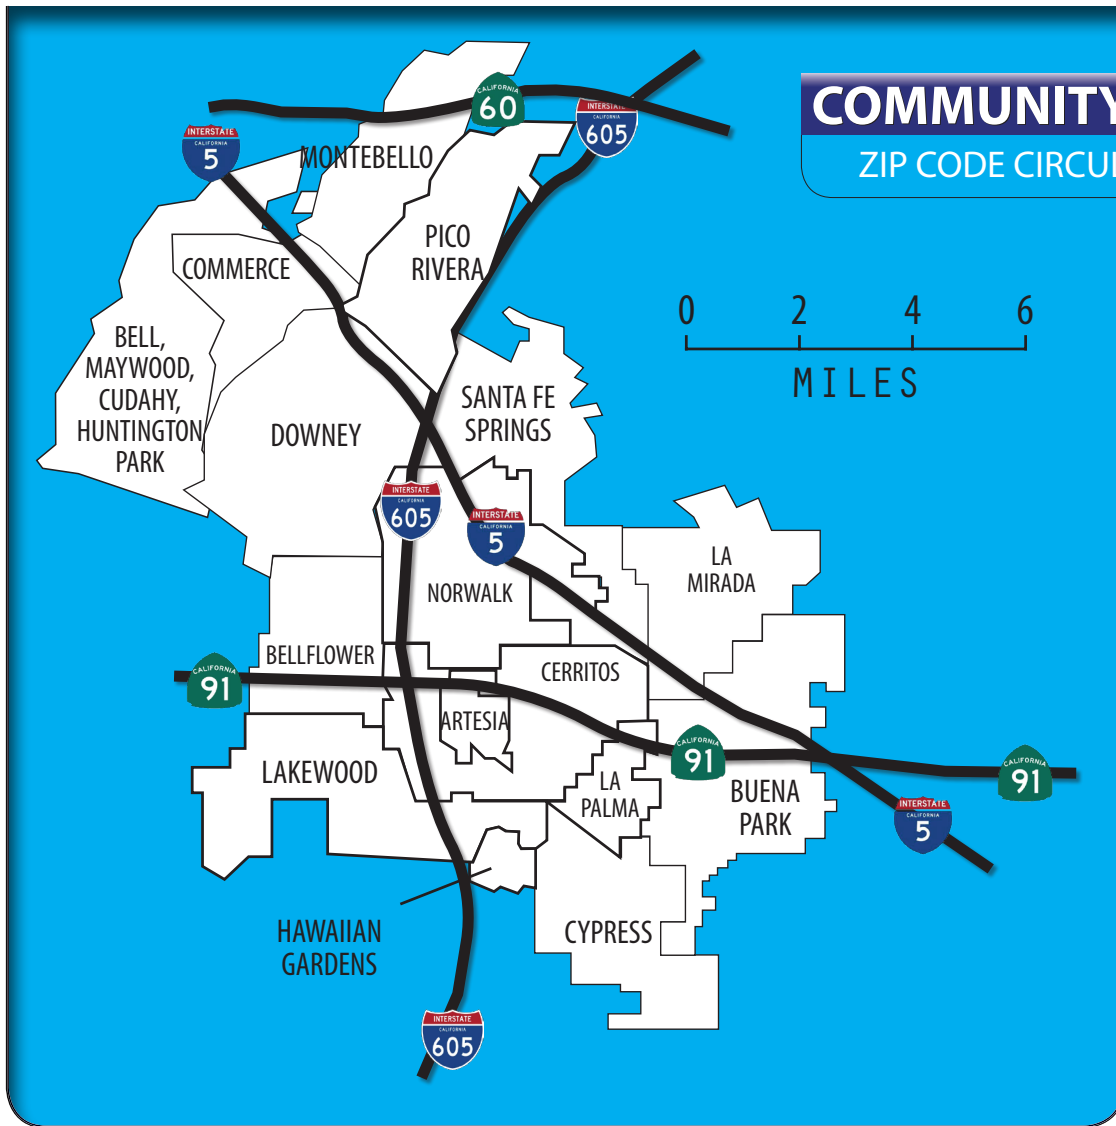 COMMUNITY
ZIP CODE CIRCU
CALIFORNIA
60
INTERSTATE
605
INTERSTATE
CALIFORNIA
5
MONTEBELLO
PICO
RIVERA
COMMERCE
0 2 4 6
MILES
BELL,
MAYWOOD,
CUDAHY,
HUNTINGTON
PARK
DOWNEY
SANTA FE
SPRINGS
INTERSTATE
CALIFORNIA
605
INTERSTATE
CALIFORNIA
5
LA
MIRADA
NORWALK
BELLFLOWER
CERRITOS
CALIFORNIA
91
ARTESIA
CALIFORNIA
91
CALIFORNIA
91
LAKEWOOD
LA
PALMA
BUENA
PARK
INTERSTATE
CALIFORNIA
5
HAWAIIAN
GARDENS
CYPRESS
INTERSTATE
CALIFORNIA
605